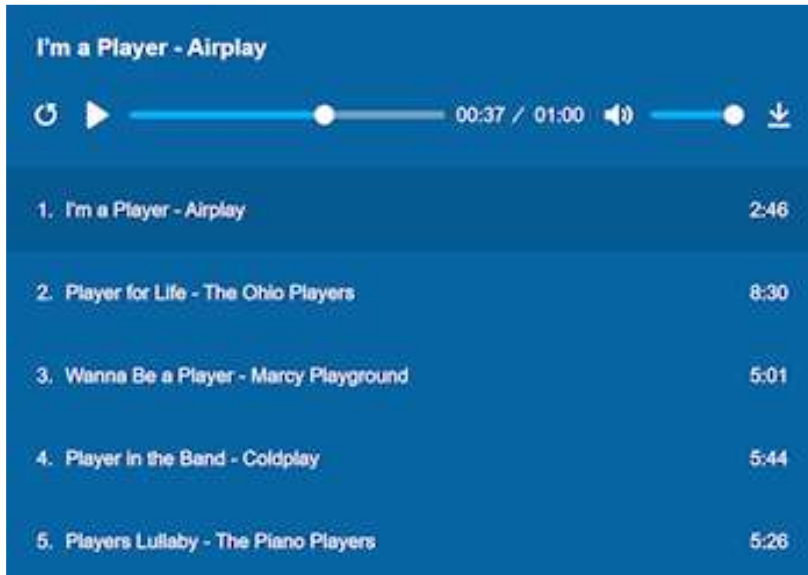 I'm a Player - Airplay
00:37 / 01:00
1. I'm a Player - Airplay 2:46
2. Player for Life - The Ohio Players 8:30
3. Wanna Be a Player - Marcy Playground 5:01
4. Player in the Band - Coldplay 5:44
5. Players Lullaby - The Piano Players 5:26